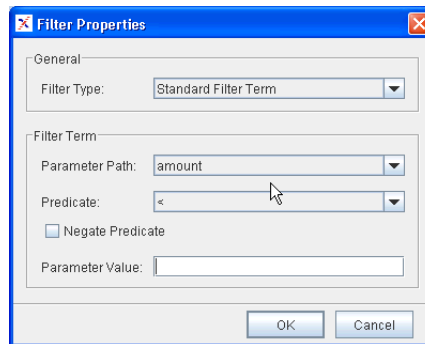 Filter Properties
General
Filter Type: Standard Filter Term
Filter Term
Parameter Path: amount
Predicate: <
Negate Predicate
Parameter Value:
OK Cancel